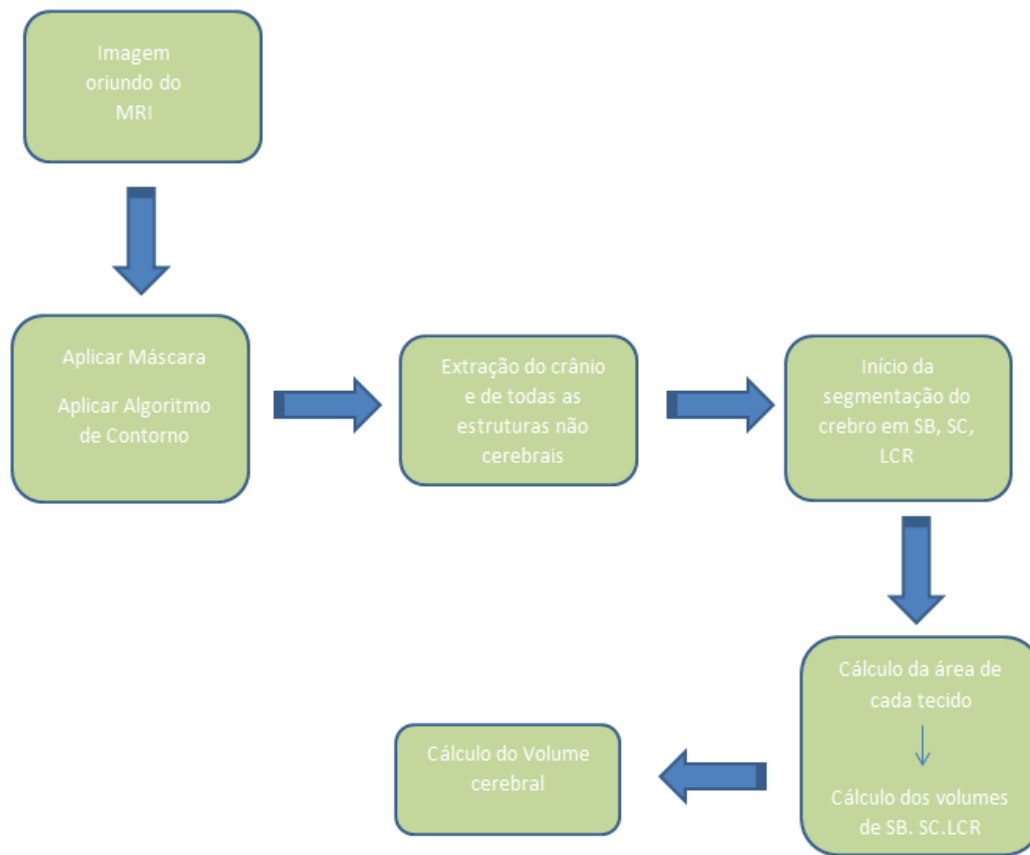 Imagem
oriundo do
MRI
Aplicar Máscara
Aplicar Algoritmo
de Contorno
Extração do crânio
e de todas as
estruturas não
cerebrais
Início da
segmentação do
crebro em SB, SC,
LCR
Cálculo da área de
cada tecido
Cálculo dos volumes
de SB. SC.LCR
Cálculo do Volume
cerebral